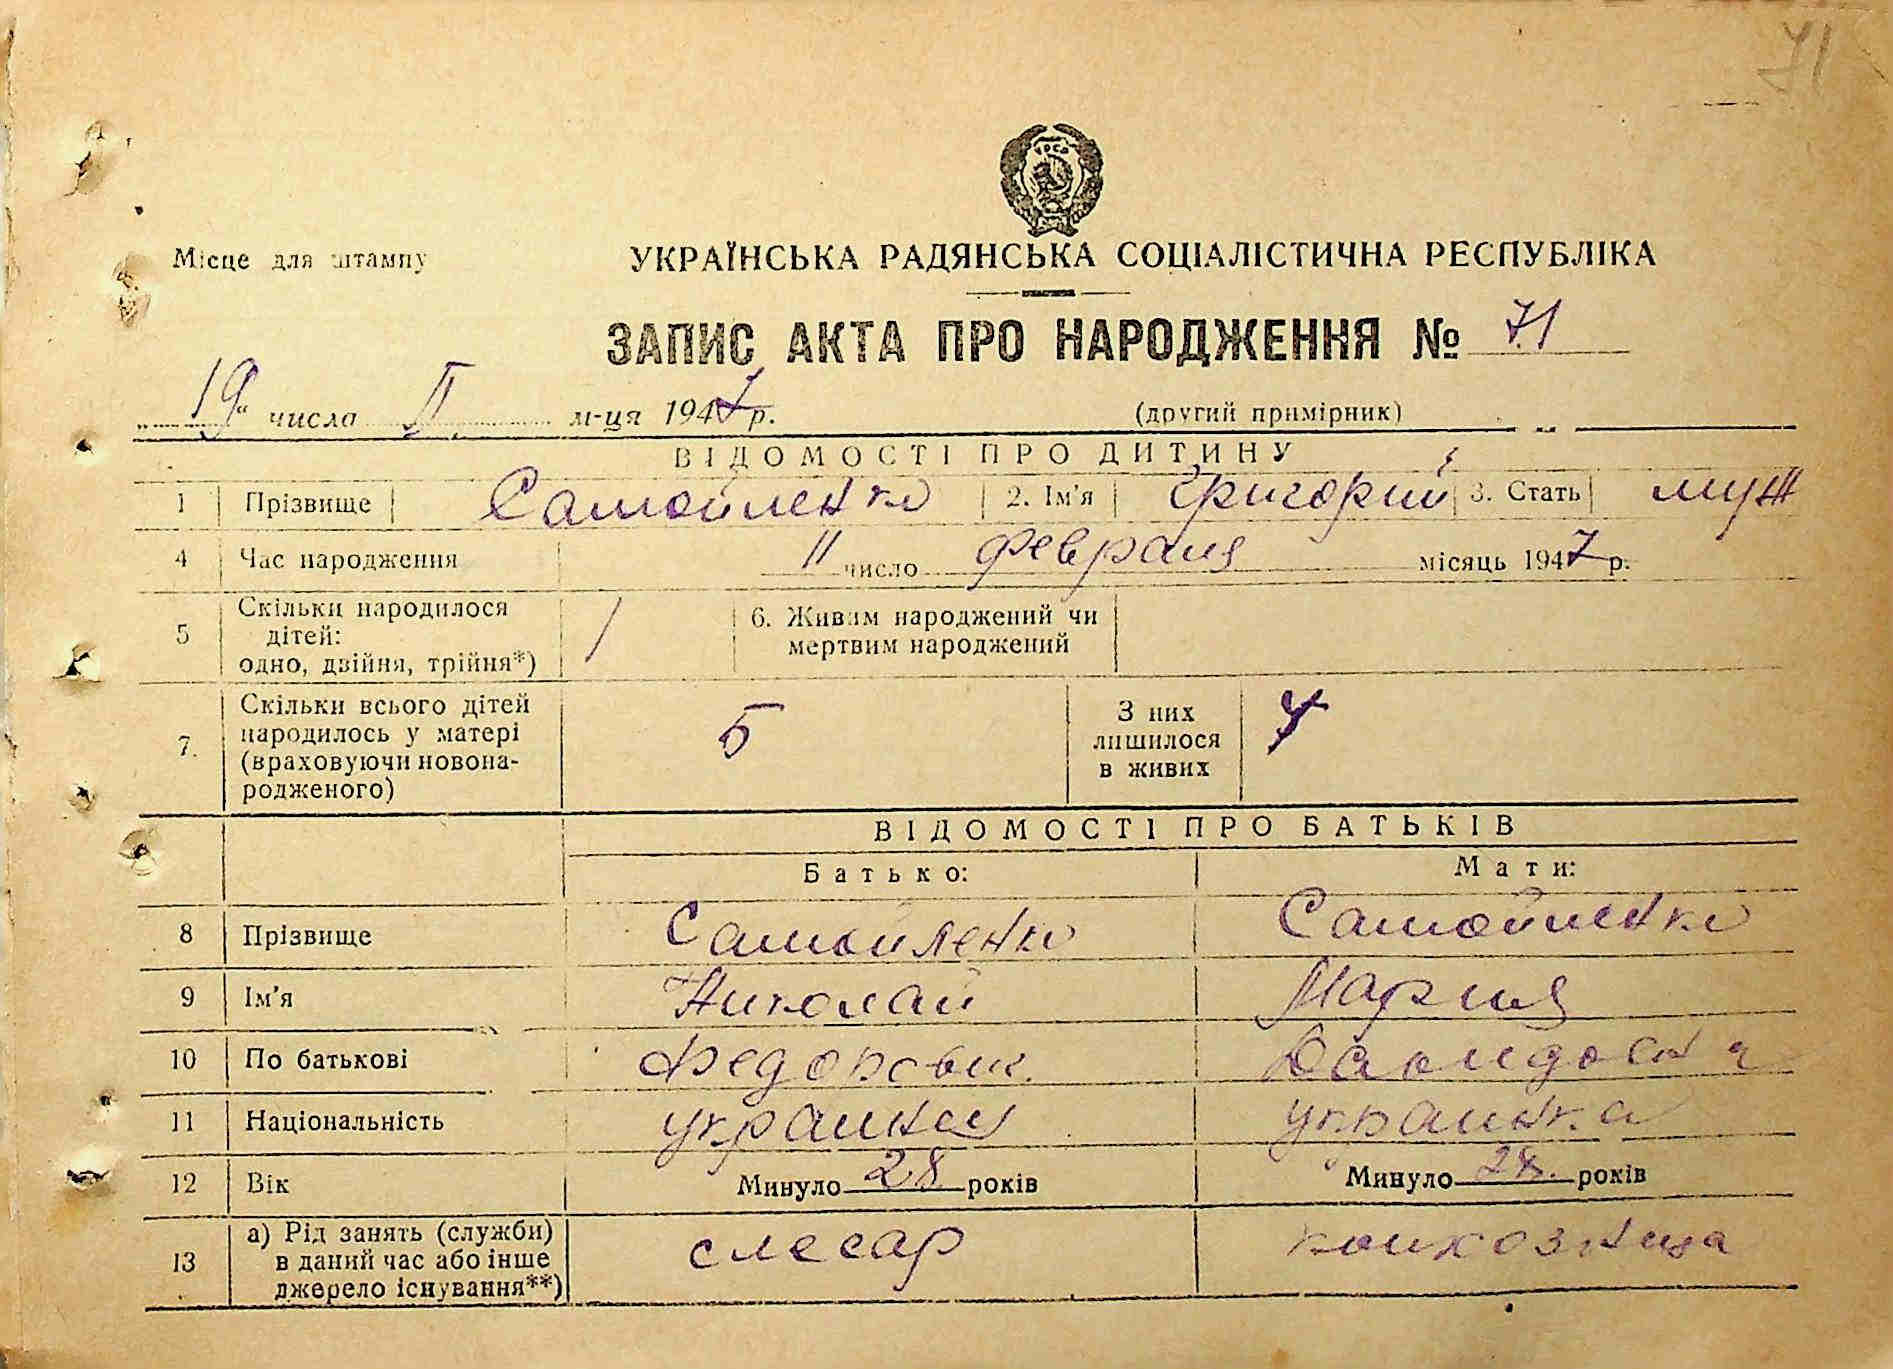 71
УРСР
Місце для штампу
УКРАЇНСЬКА РАДЯНСЬКА СОЦІАЛІСТИЧНА РЕСПУБЛІКА
ЗАПИС АКТА ПРО НАРОДЖЕННЯ № 71
„19“ числа II м-ця 1947 р. (другий примірник)
ВІДОМОСТІ ПРО ДИТИНУ
1 Прізвище Самойленко 2. Ім'я Григорий 3. Стать муж
4 Час народження 11 число февраля місяць 1947 р.
5 Скільки народилося дітей: одно, двійня, трійня*) 1 6. Живим народжений чи мертвим народжений
7. Скільки всього дітей народилось у матері (враховуючи новонародженого) 5 З них лишилося в живих 4
ВІДОМОСТІ ПРО БАТЬКІВ
Батько: Мати:
8 Прізвище Самойленко Самойленко
9 Ім'я Николай Мария
10 По батькові Федорович Давидовна
11 Національність украинец украинка
12 Вік Минуло 28 років Минуло років
13 а) Рід занять (служби) в даний час або інше джерело існування**) слесар колхозница